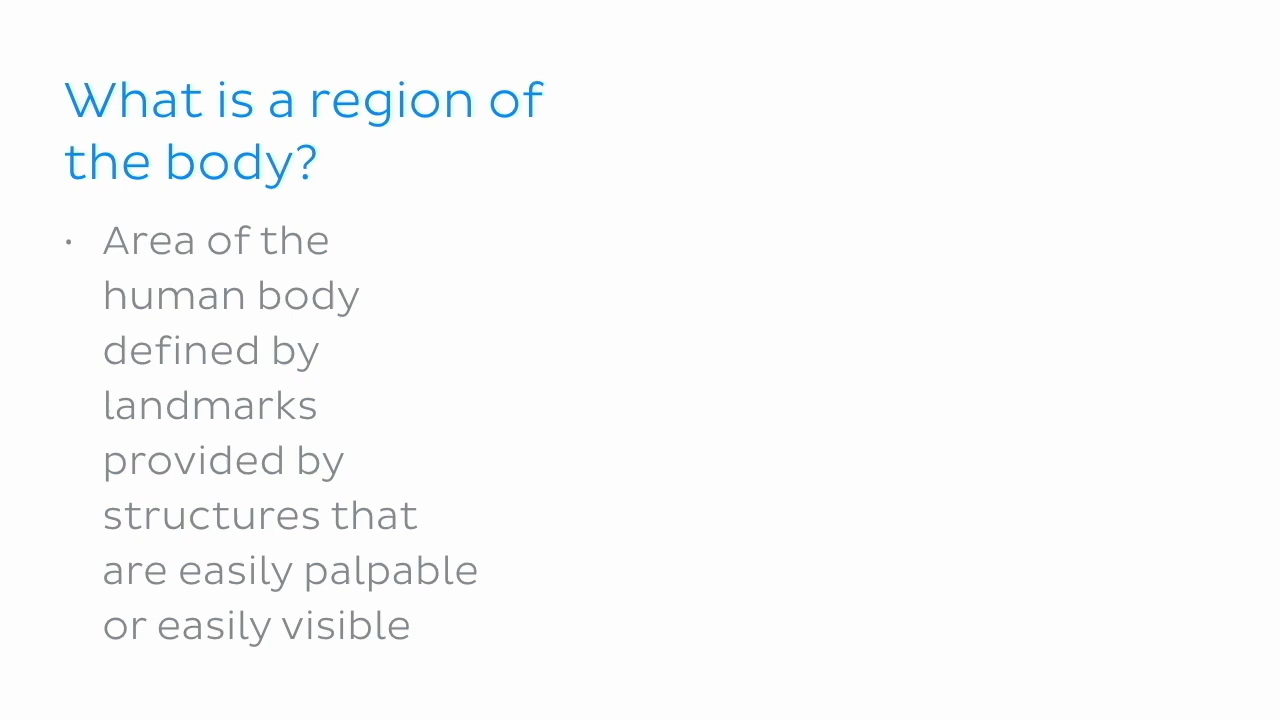 What is a region of
the body?
· Area of the
human body
defined by
landmarks
provided by
structures that
are easily palpable
or easily visible